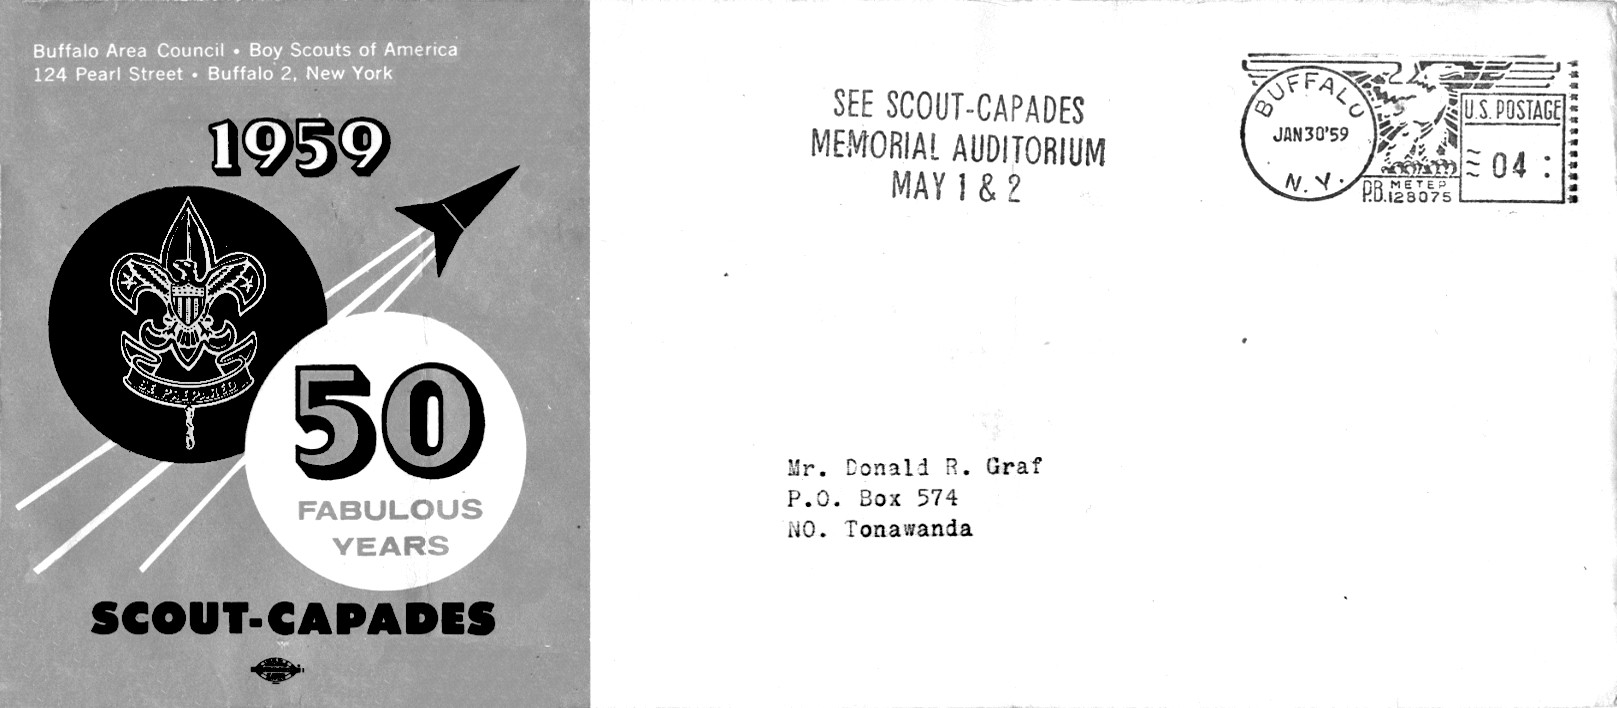 Buffalo Area Council • Boy Scouts of America
124 Pearl Street • Buffalo 2, New York
1959
BE PREPARED
50
FABULOUS
YEARS
SCOUT-CAPADES
SEE SCOUT-CAPADES
MEMORIAL AUDITORIUM
MAY 1 & 2
BUFFALO
JAN 30 '59
N. Y.
U.S. POSTAGE
04
P.B. METER
128075
Mr. Donald R. Graf
P.O. Box 574
NO. Tonawanda